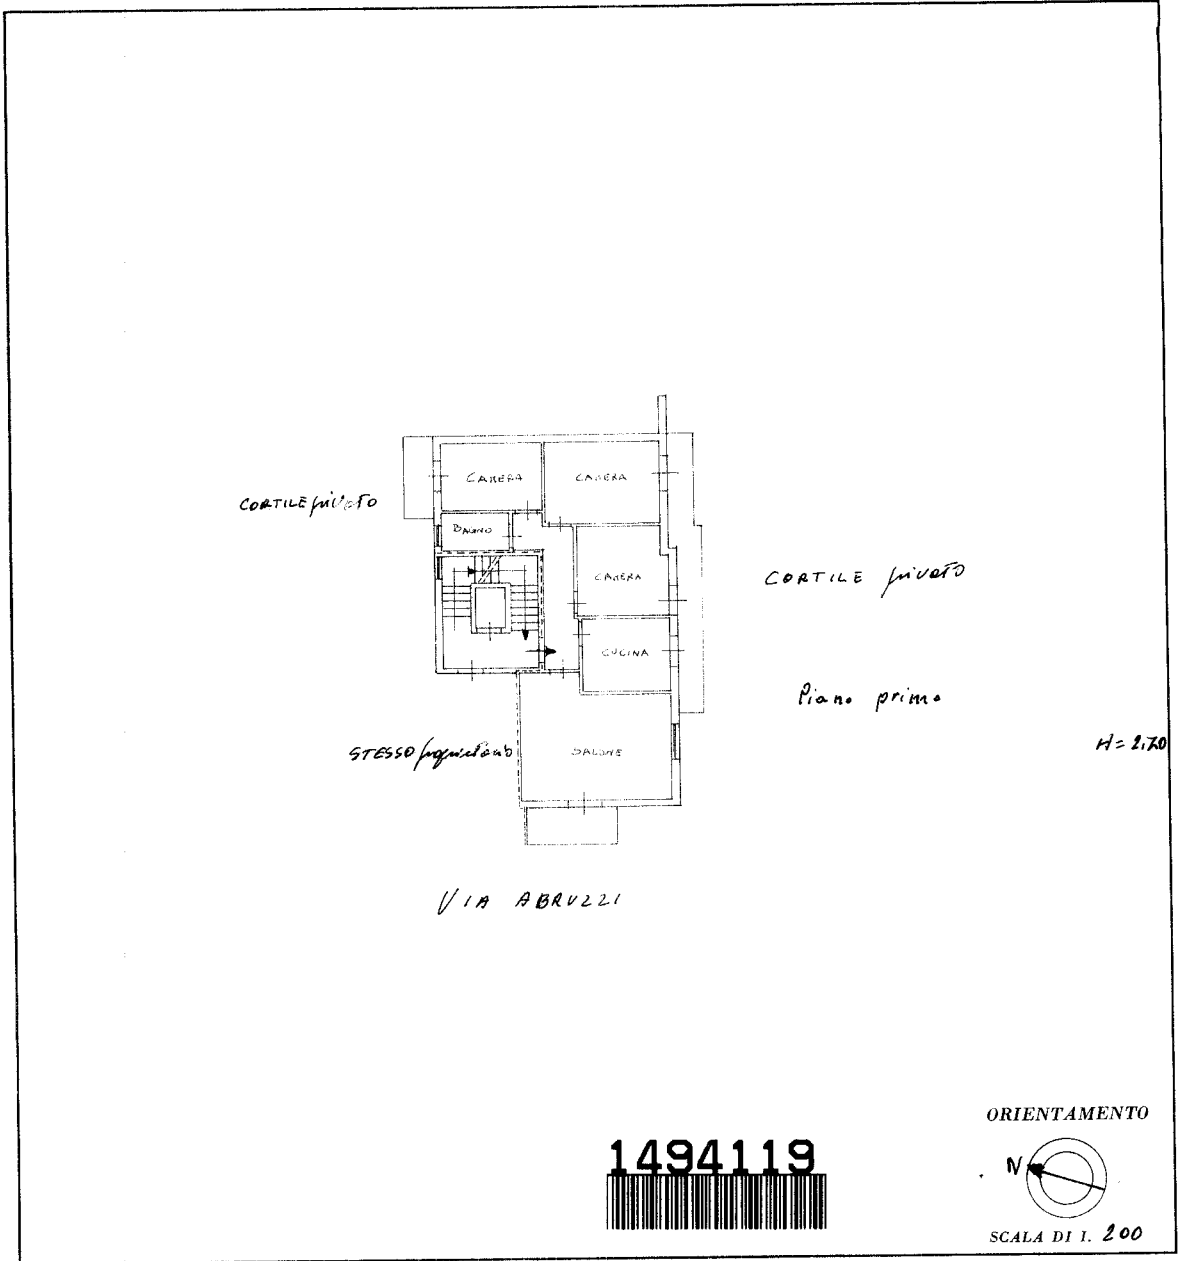 CAMERA
CAMERA
CORTILE privato
BAGNO
CAMERA
CORTILE privato
CUCINA
Piano primo
H = 2,70
STESSO proprietario
SALONE
VIA ABRUZZI
ORIENTAMENTO
1494119
N
SCALA DI 1. 200